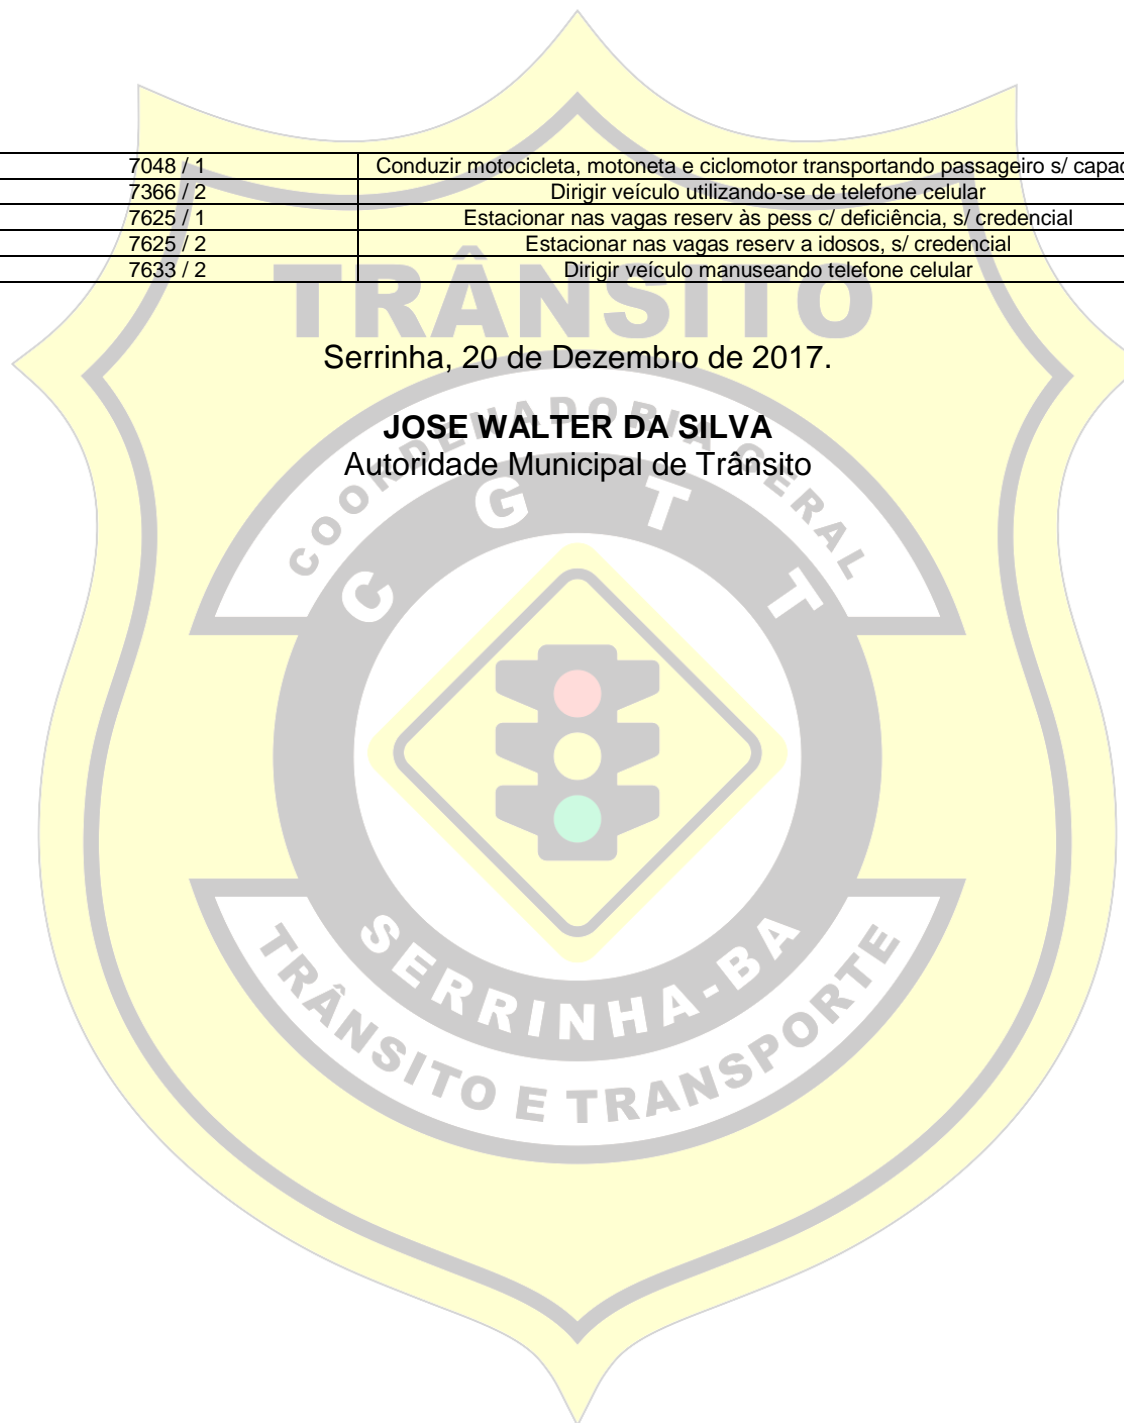 7048 / 1 Conduzir motocicleta, motoneta e ciclomotor transportando passageiro s/
7366 / 2 Dirigir veículo utilizando-se de telefone celular
7625 / 1 Estacionar nas vagas reserv às pess c/ deficiência, s/ credencial
7625 / 2 Estacionar nas vagas reserv a idosos, s/ credencial
7633 / 2 Dirigir veículo manuseando telefone celular
TRÂNSITO
Serrinha, 20 de Dezembro de 2017.
JOSE WALTER DA SILVA
Autoridade Municipal de Trânsito
COORDENADORIA GERAL
C G T T
SERRINHA-BA
TRÂNSITO E TRANSPORTE